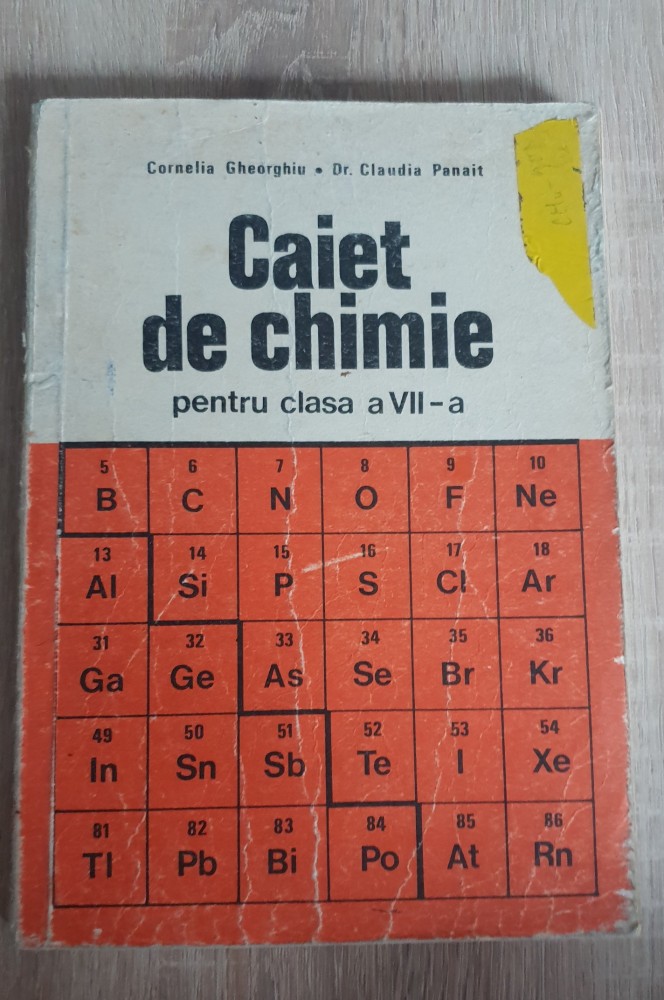 Cornelia Gheorghiu • Dr. Claudia Panait
Caiet
de chimie
pentru clasa a VII-a
5 6 7 8 9 10
B C N O F Ne
13 14 15 16 17 18
Al Si P S Cl Ar
31 32 33 34 35 36
Ga Ge As Se Br Kr
49 50 51 52 53 54
In Sn Sb Te I Xe
81 82 83 84 85 86
Tl Pb Bi Po At Rn